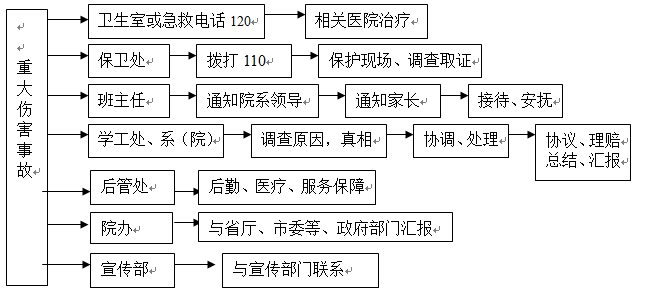 重大伤害事故
卫生室或急救电话 120
相关医院治疗
保卫处
拨打 110
保护现场、调查取证
班主任
通知院系领导
通知家长
接待、安抚
学工处、系（院）
调查原因，真相
协调、处理
协议、理赔
总结、汇报
后管处
后勤、医疗、服务保障
院办
与省厅、市委等、政府部门汇报
宣传部
与宣传部门联系